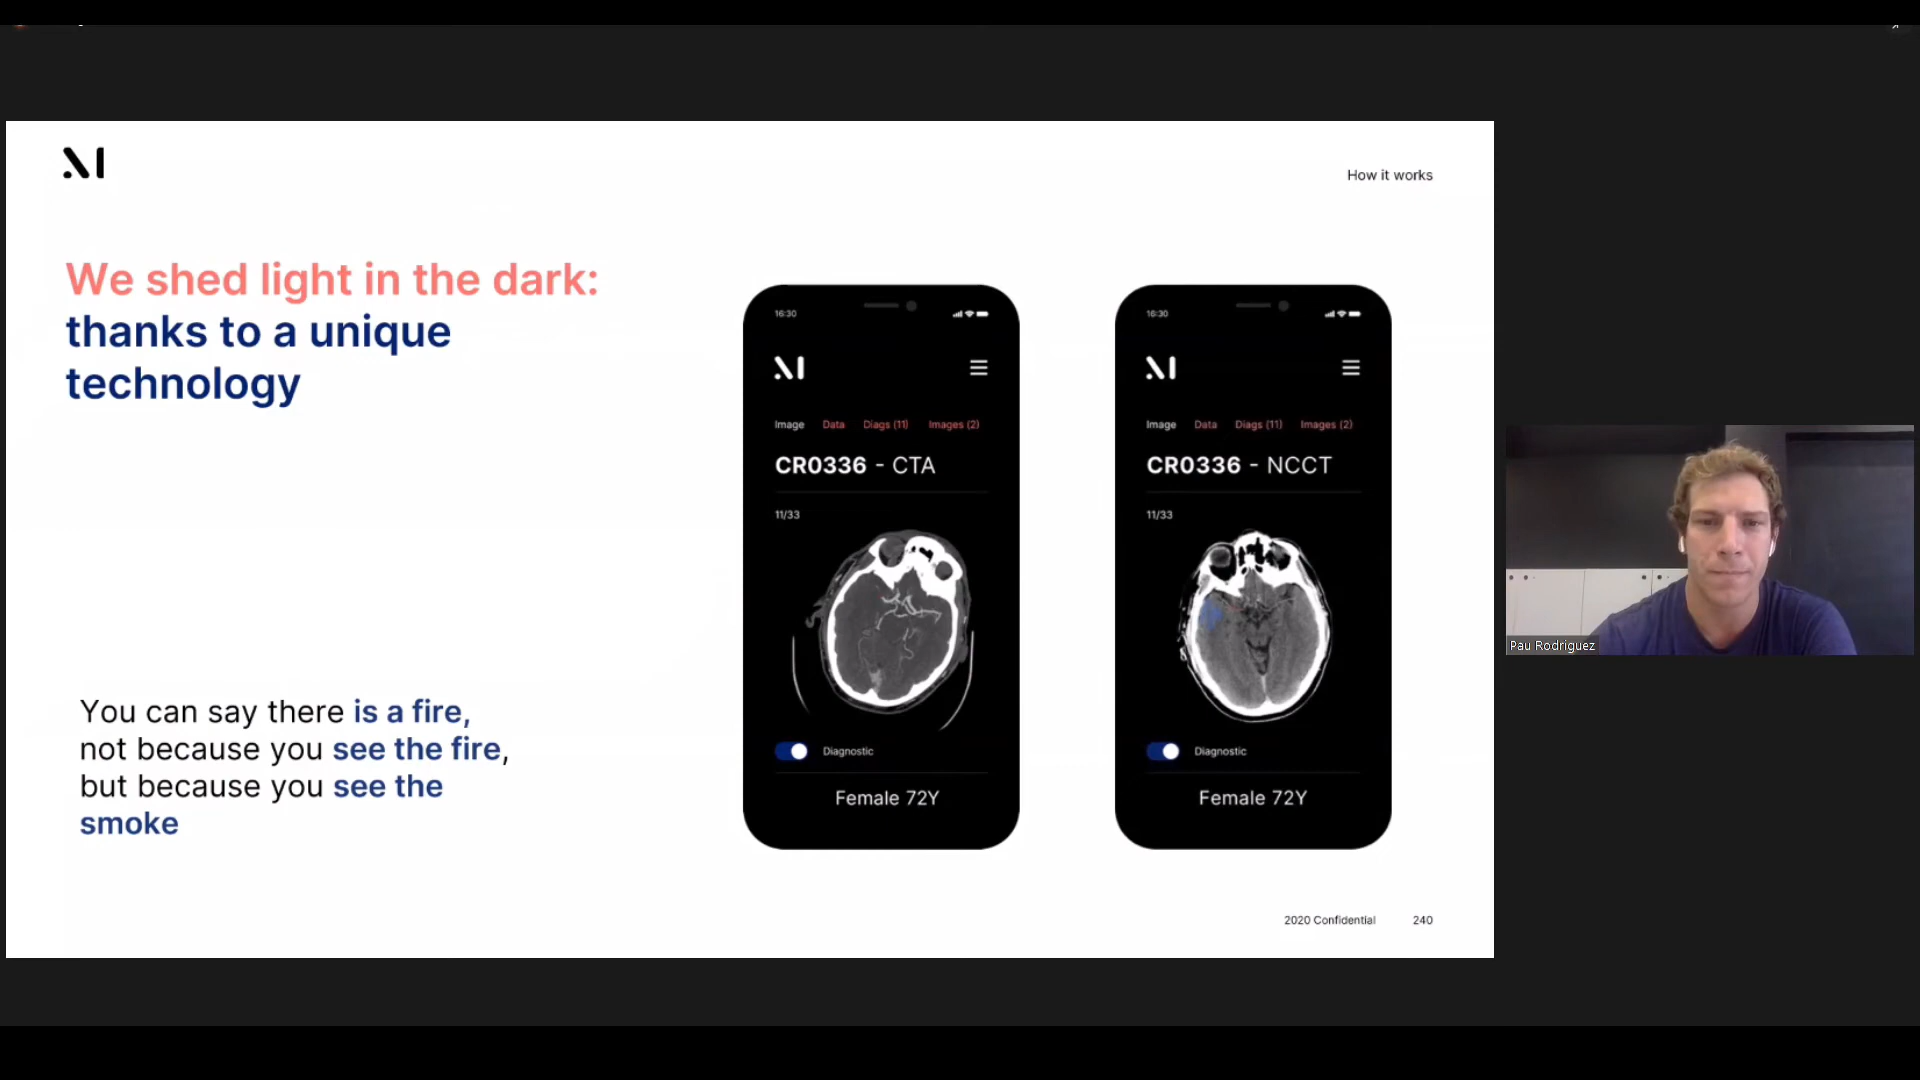 How it works
We shed light in the dark:
thanks to a unique
technology
You can say there is a fire,
not because you see the fire,
but because you see the
smoke
16:30
Image Data Diags (11) Images (2)
CR0336 - CTA
11/33
Diagnostic
Female 72Y
16:30
Image Data Diags (11) Images (2)
CR0336 - NCCT
11/33
Diagnostic
Female 72Y
2020 Confidential 240
Pau Rodriguez